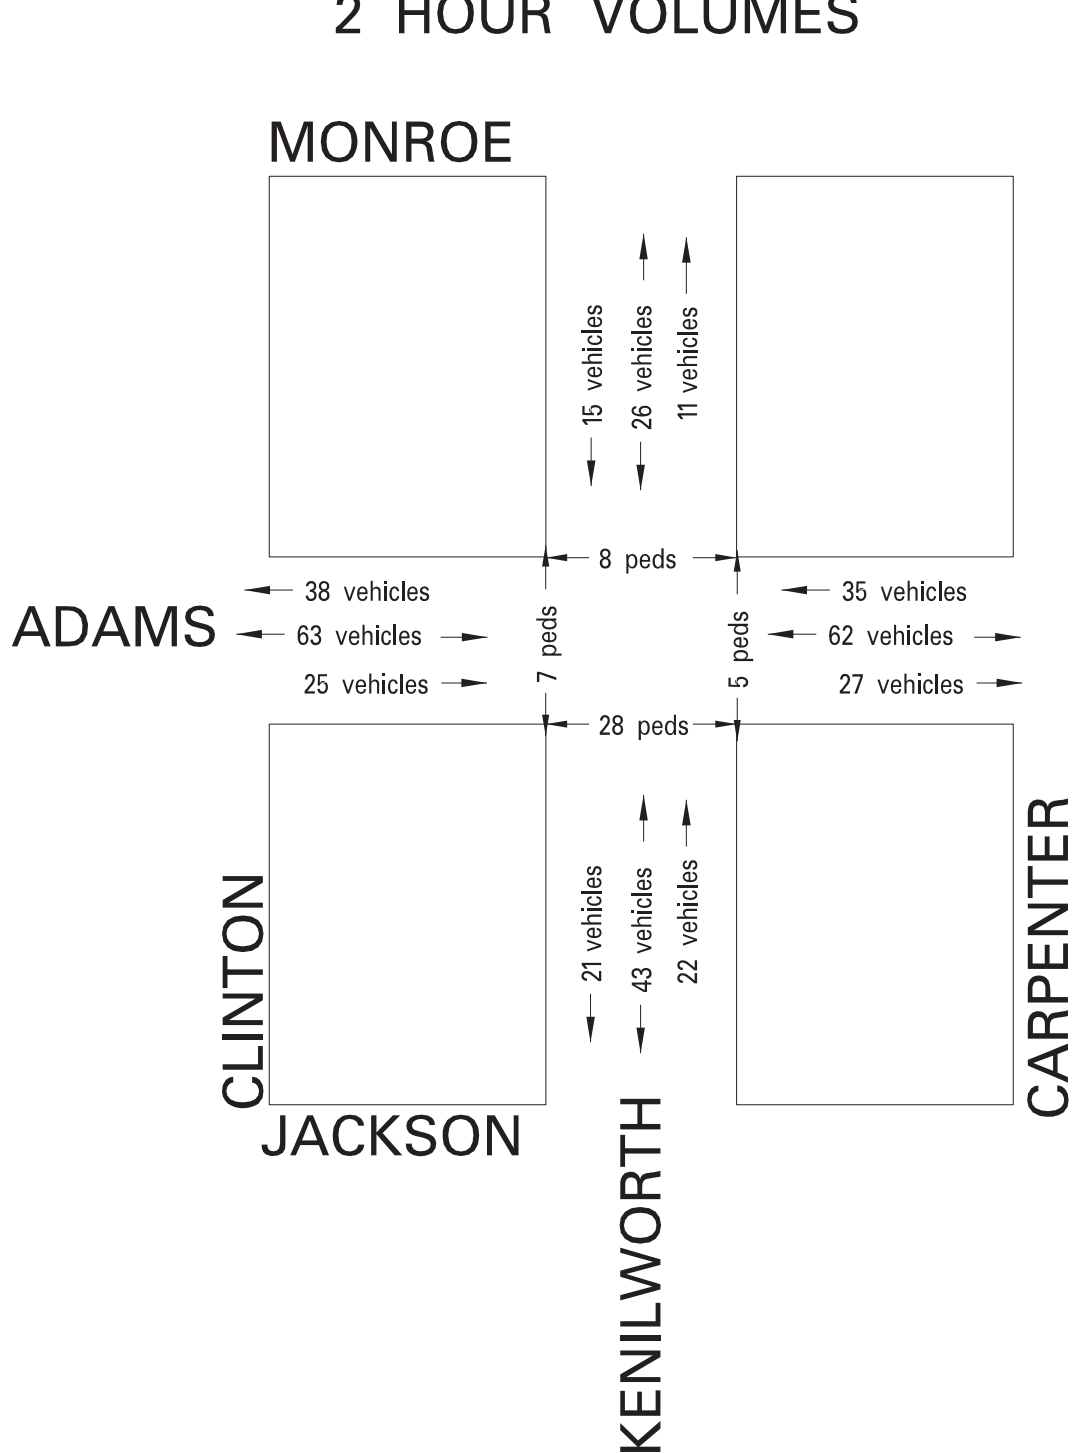 2 HOUR VOLUMES
MONROE
15 vehicles
26 vehicles
11 vehicles
8 peds
38 vehicles
35 vehicles
ADAMS
63 vehicles
7 peds
5 peds
62 vehicles
25 vehicles
27 vehicles
28 peds
21 vehicles
43 vehicles
22 vehicles
CLINTON
CARPENTER
JACKSON
KENILWORTH